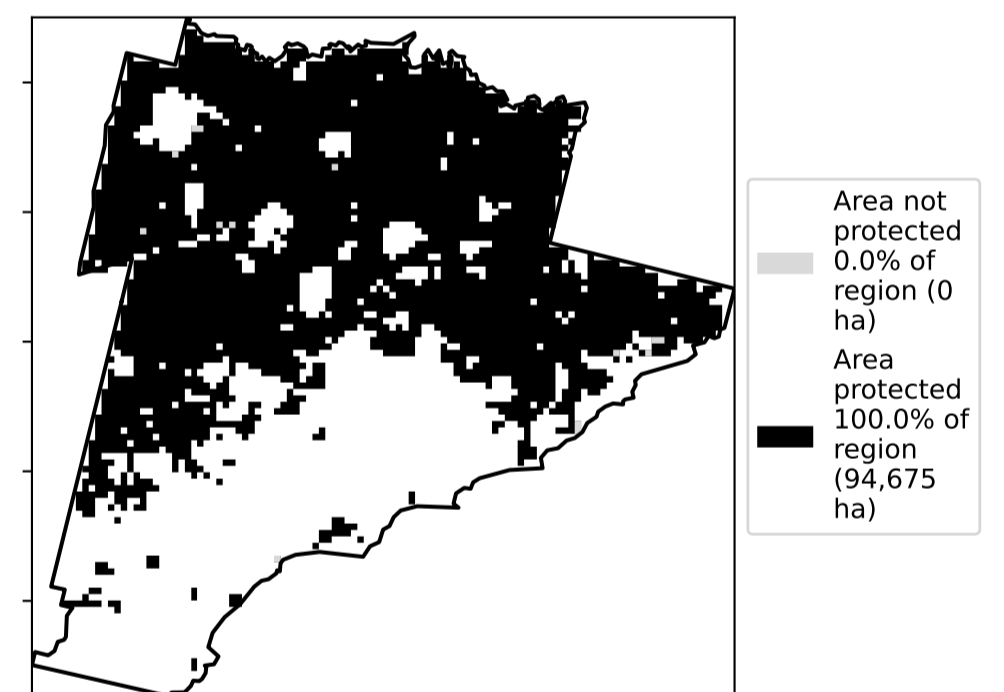 Area not
protected
0.0% of
region (0
ha)
Area
protected
100.0% of
region
(94,675
ha)